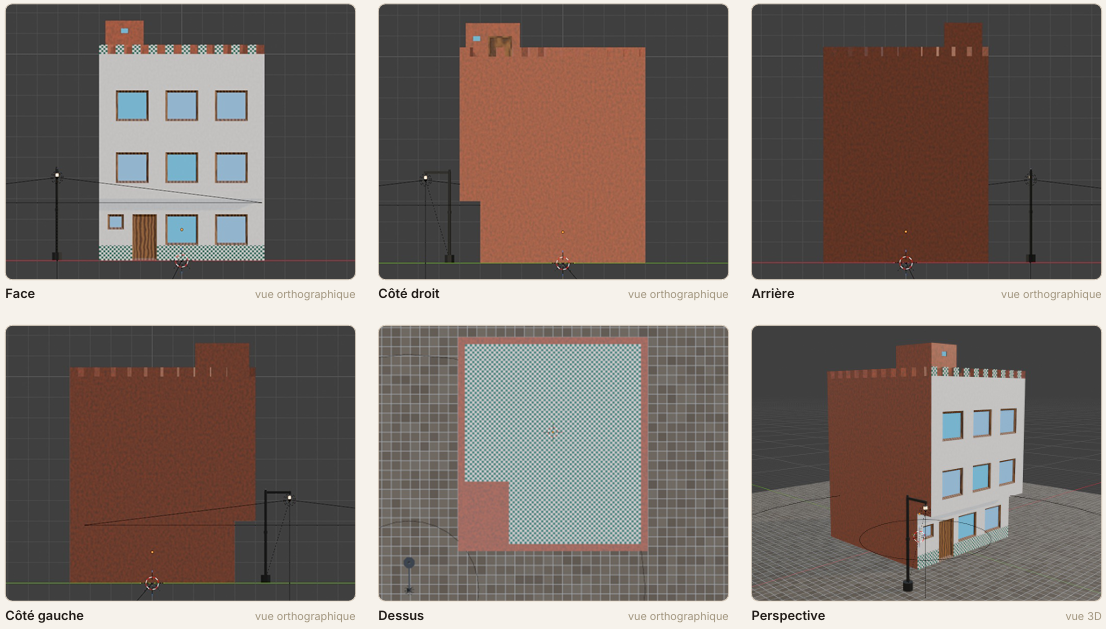 Face vue orthographique
Côté droit vue orthographique
Arrière vue orthographique
Côté gauche vue orthographique
Dessus vue orthographique
Perspective vue 3D